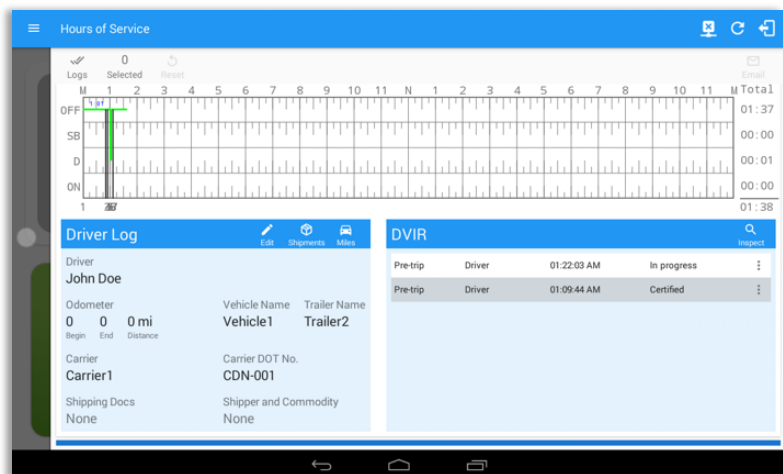 Hours of Service
Logs
0
Selected
Reset
Email
M 1 2 3 4 5 6 7 8 9 10 11 N 1 2 3 4 5 6 7 8 9 10 11 M Total
OFF 01:37
SB 00:00
D 00:01
ON 00:00
1 01:38
Driver Log
Edit Shipments Miles
Driver
John Doe
Odometer Vehicle Name Trailer Name
0 0 0 mi Vehicle1 Trailer2
Begin End Distance
Carrier Carrier DOT No.
Carrier1 CDN-001
Shipping Docs Shipper and Commodity
None None
DVIR
Inspect
Pre-trip Driver 01:22:03 AM In progress
Pre-trip Driver 01:09:44 AM Certified